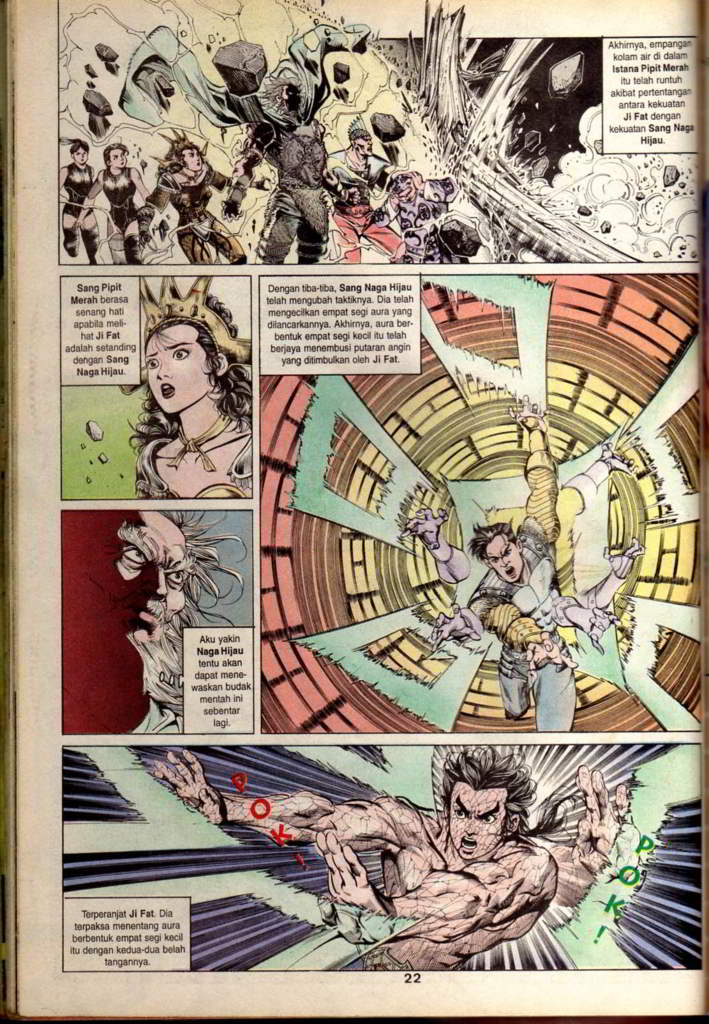 Akhirnya, empangan
kolam air di dalam
Istana Pipit Merah
itu telah runtuh
akibat pertentangan
antara kekuatan
Ji Fat dengan
kekuatan Sang Naga
Hijau.
Sang Pipit
Merah berasa
senang hati
apabila meli-
hat Ji Fat
adalah setanding
dengan Sang
Naga Hijau.
Dengan tiba-tiba, Sang Naga Hijau
telah mengubah taktiknya. Dia telah
mengecilkan empat segi aura yang
dilancarkannya. Akhirnya, aura ber-
bentuk empat segi kecil itu telah
berjaya menembusi putaran angin
yang ditimbulkan oleh Ji Fat.
Aku yakin
Naga Hijau
tentu akan
dapat mene-
waskan budak
mentah ini
sebentar
lagi.
POK!
POK!
Terperanjat Ji Fat. Dia
terpaksa menentang aura
berbentuk empat segi kecil
itu dengan kedua-dua belah
tangannya.
22